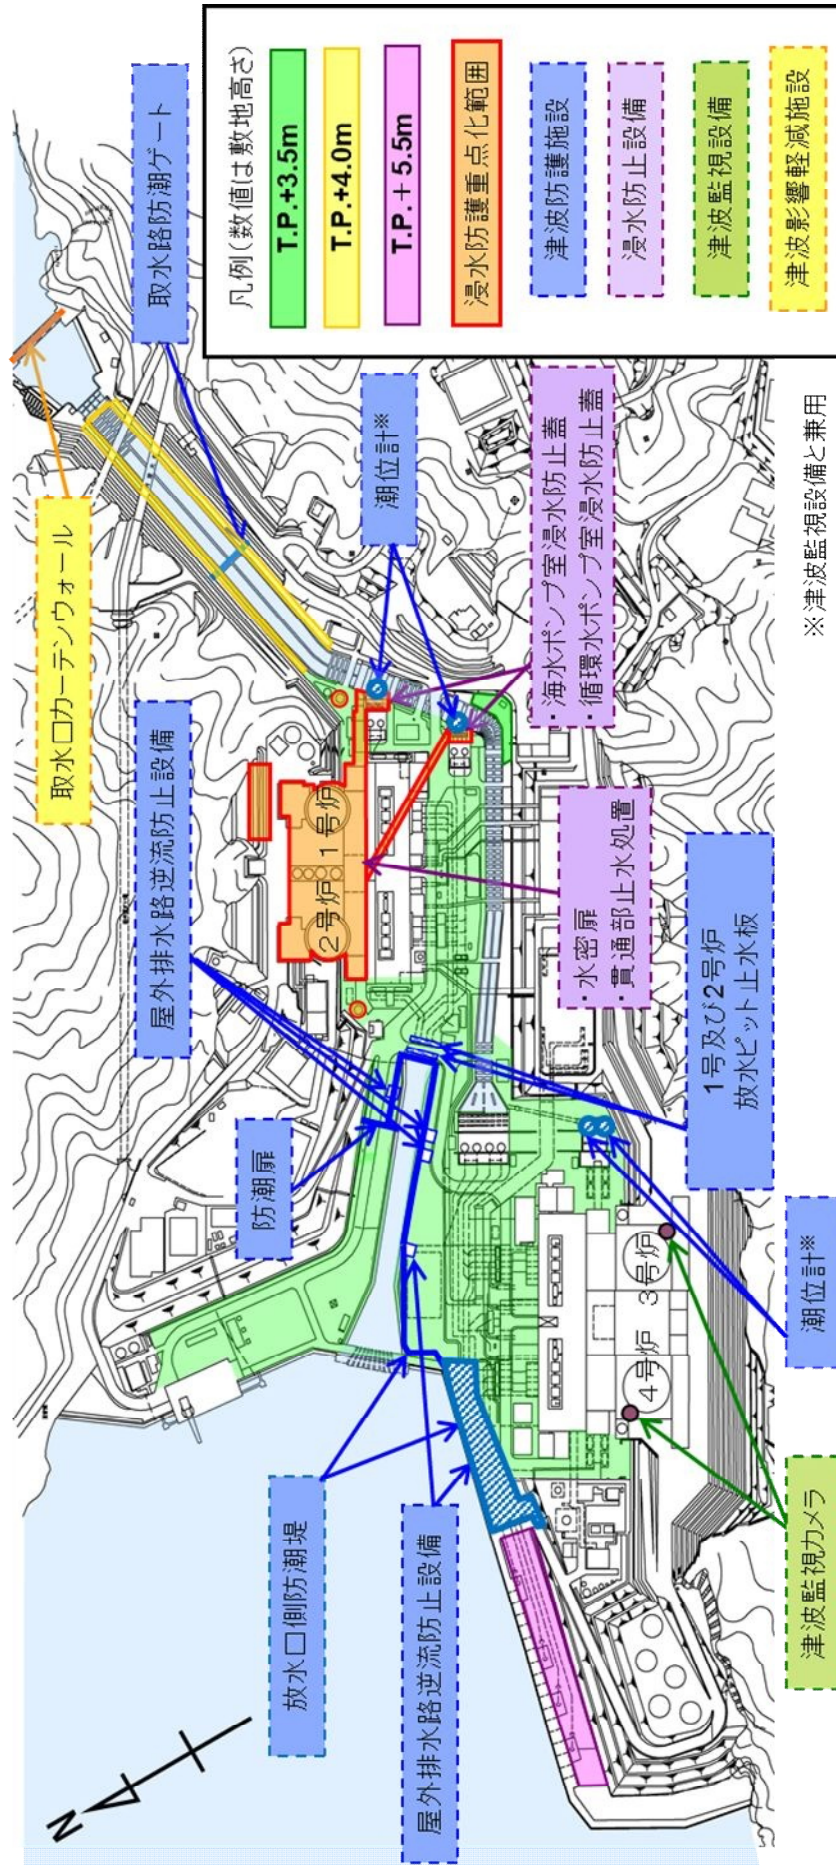 取水口カーテンウォール
取水路防潮ゲート
屋外排水路逆流防止設備
防潮扉
放水口側防潮堤
屋外排水路逆流防止設備
潮位計※
・海水ポンプ室浸水防止蓋
・循環水ポンプ室浸水防止蓋
・水密扉
・貫通部止水処置
1号及び2号炉
放水ピット止水板
潮位計※
津波監視カメラ
N
2号炉
1号炉
4号炉
3号炉
凡例(数値は敷地高さ)
T.P.+3.5m
T.P.+4.0m
T.P.+5.5m
浸水防護重点化範囲
津波防護施設
浸水防止設備
津波監視設備
津波影響軽減施設
※津波監視設備と兼用